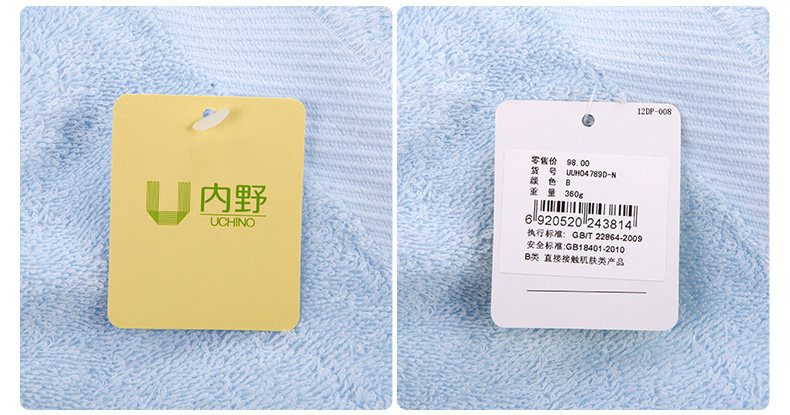 内野
UCHINO
12DP-008
零售价 98.00
货 号 UUH04789D-N
颜 色 B
重 量 360g
6 920520 243814
执行标准: GB/T 22864-2009
安全标准:GB18401-2010
B类 直接接触肌肤类产品